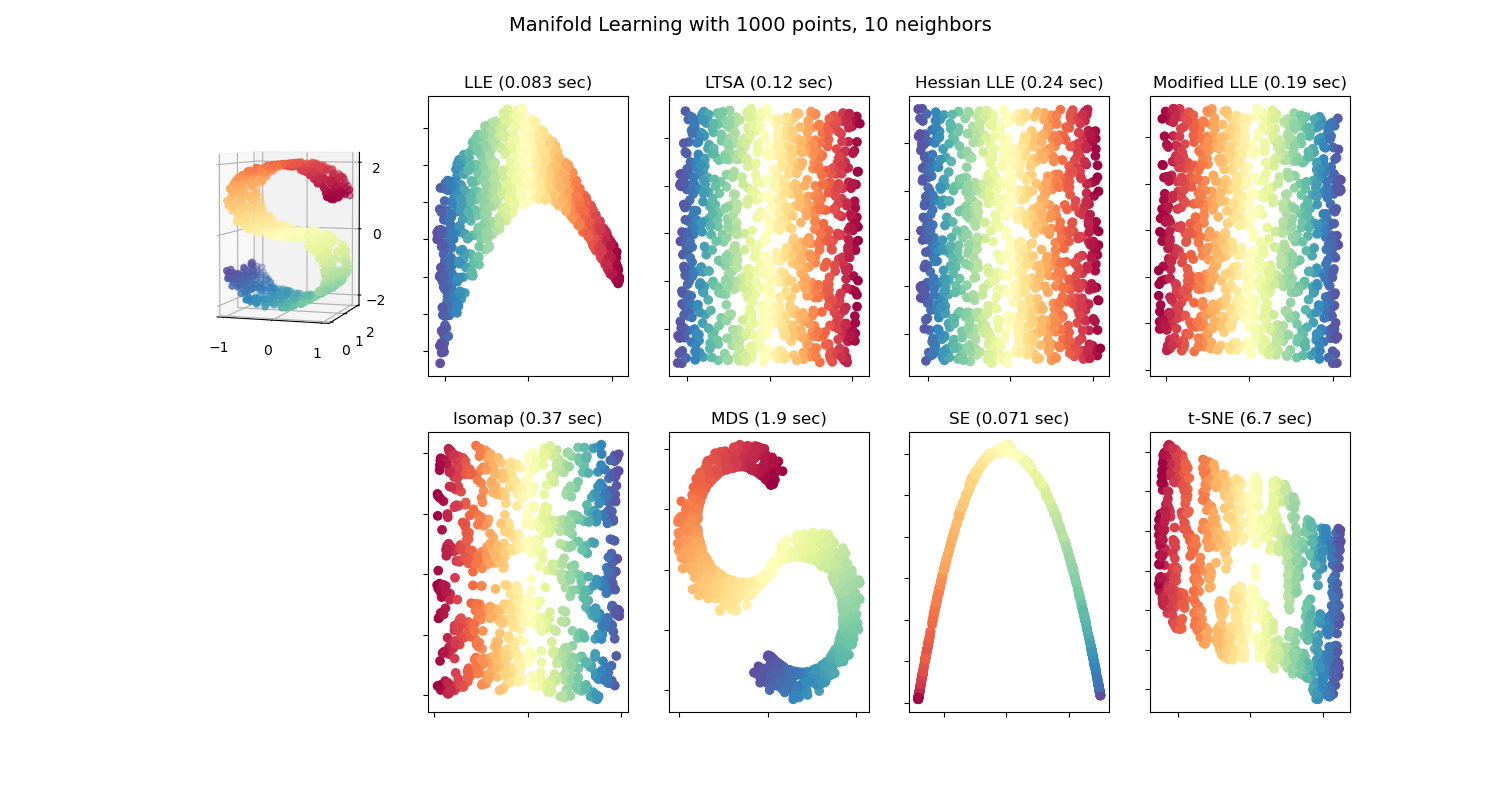 Manifold Learning with 1000 points, 10 neighbors
LLE (0.083 sec)
LTSA (0.12 sec)
Hessian LLE (0.24 sec)
Modified LLE (0.19 sec)
2
0
−2
−1
0
1
0
1
2
Isomap (0.37 sec)
MDS (1.9 sec)
SE (0.071 sec)
t-SNE (6.7 sec)